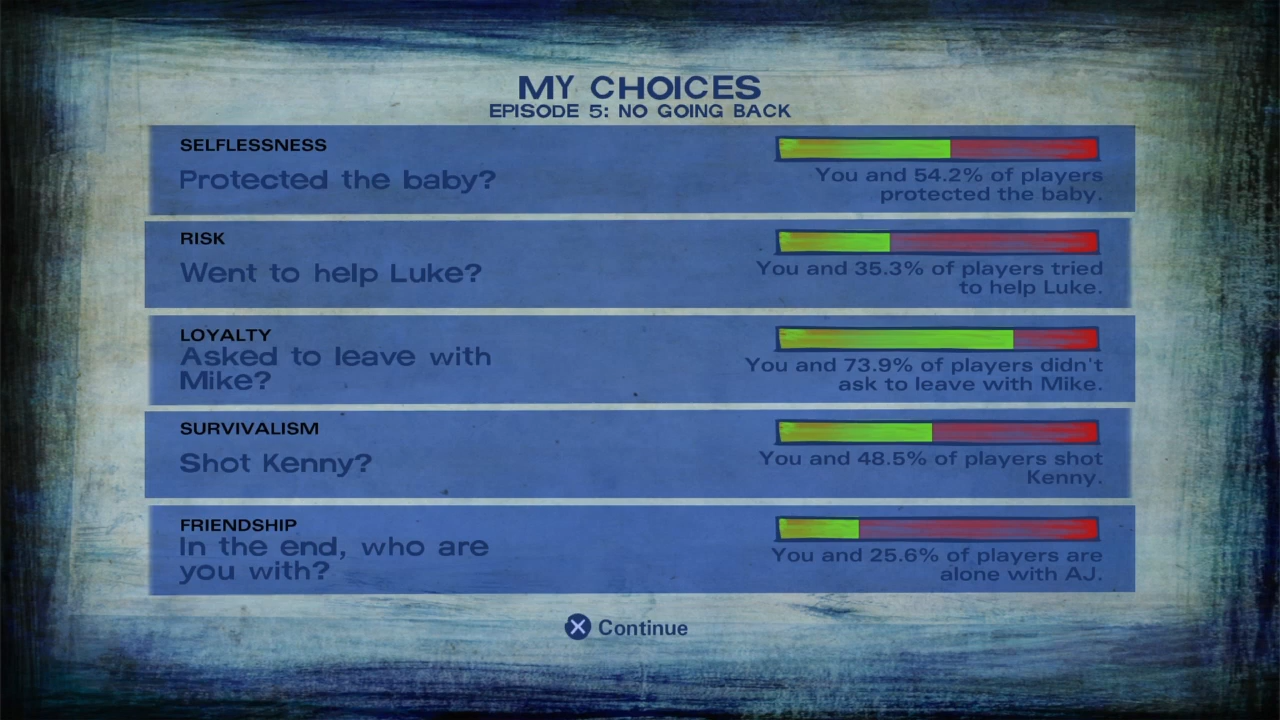 MY CHOICES
EPISODE 5: NO GOING BACK
SELFLESSNESS
Protected the baby?
You and 54.2% of players
protected the baby.
RISK
Went to help Luke?
You and 35.3% of players tried
to help Luke.
LOYALTY
Asked to leave with
Mike?
You and 73.9% of players didn't
ask to leave with Mike.
SURVIVALISM
Shot Kenny?
You and 48.5% of players shot
Kenny.
FRIENDSHIP
In the end, who are
you with?
You and 25.6% of players are
alone with AJ.
Continue